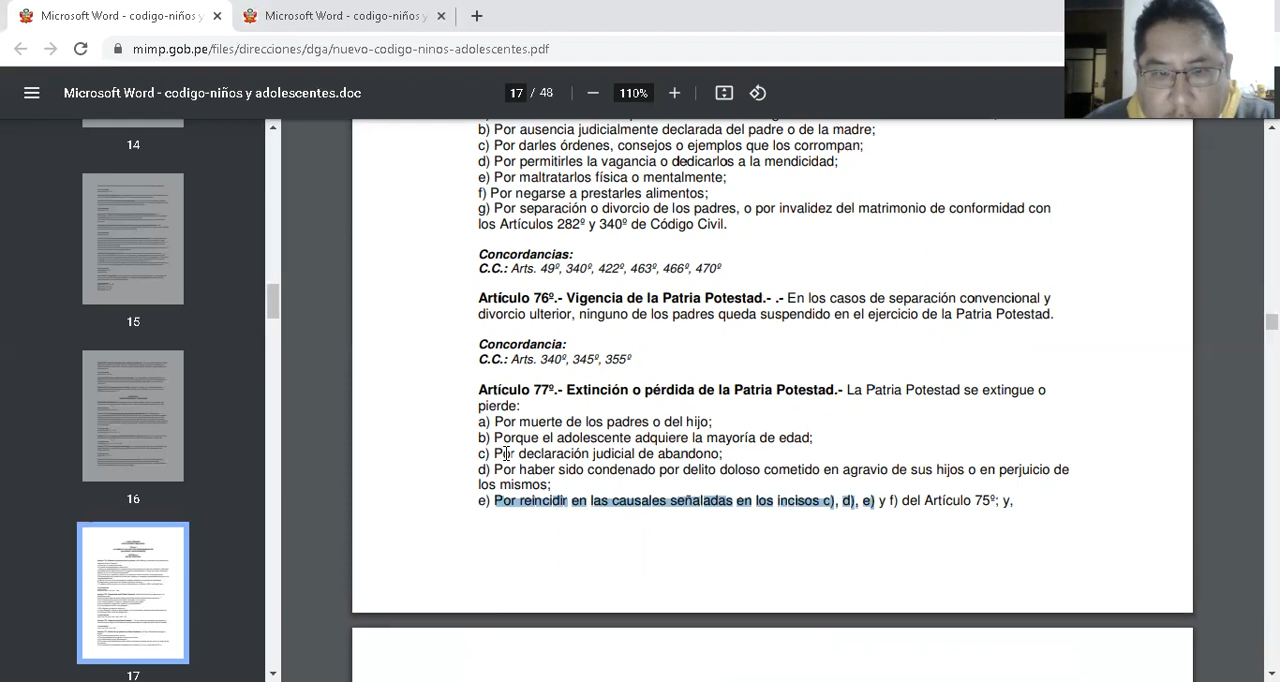 Microsoft Word - codigo-niños y
Microsoft Word - codigo-niños y
mimp.gob.pe/files/direcciones/dga/nuevo-codigo-ninos-adolescentes.pdf
Microsoft Word - codigo-niños y adolescentes.doc
17 / 48
110%
14
15
16
17
b) Por ausencia judicialmente declarada del padre o de la madre;
c) Por darles órdenes, consejos o ejemplos que los corrompan;
d) Por permitirles la vagancia o dedicarlos a la mendicidad;
e) Por maltratarlos física o mentalmente;
f) Por negarse a prestarles alimentos;
g) Por separación o divorcio de los padres, o por invalidez del matrimonio de conformidad con
los Artículos 282º y 340º de Código Civil.
Concordancias:
C.C.: Arts. 49º, 340º, 422º, 463º, 466º, 470º
Artículo 76º.- Vigencia de la Patria Potestad.- .- En los casos de separación convencional y
divorcio ulterior, ninguno de los padres queda suspendido en el ejercicio de la Patria Potestad.
Concordancia:
C.C.: Arts. 340º, 345º, 355º
Artículo 77º.- Extinción o pérdida de la Patria Potestad.- La Patria Potestad se extingue o
pierde:
a) Por muerte de los padres o del hijo;
b) Porque el adolescente adquiere la mayoría de edad;
c) Por declaración judicial de abandono;
d) Por haber sido condenado por delito doloso cometido en agravio de sus hijos o en perjuicio de
los mismos;
e) Por reincidir en las causales señaladas en los incisos c), d), e) y f) del Artículo 75º; y,